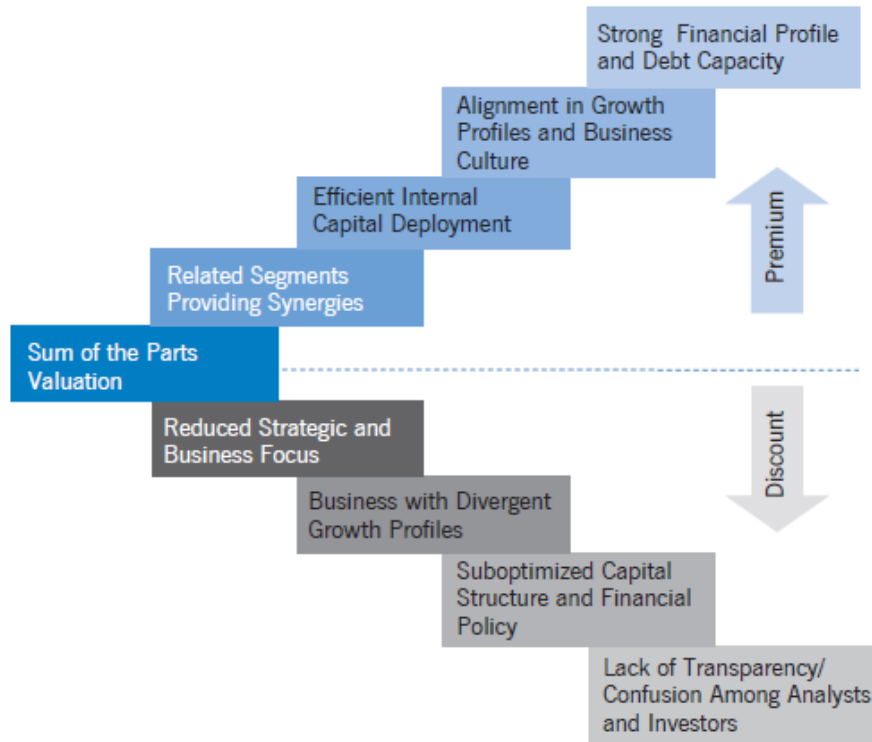 Strong Financial Profile
and Debt Capacity
Alignment in Growth
Profiles and Business
Culture
Efficient Internal
Capital Deployment
Premium
Related Segments
Providing Synergies
Sum of the Parts
Valuation
Reduced Strategic and
Business Focus
Discount
Business with Divergent
Growth Profiles
Suboptimized Capital
Structure and Financial
Policy
Lack of Transparency/
Confusion Among Analysts
and Investors